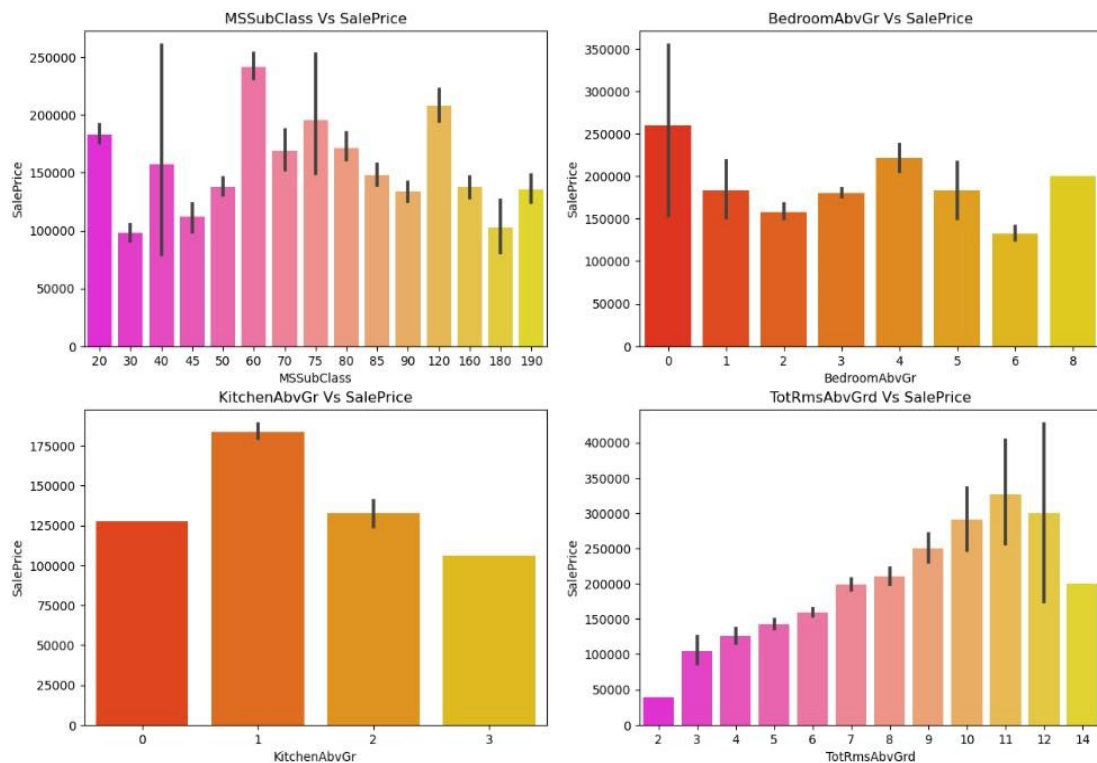 MSSubClass Vs SalePrice
250000
200000
150000
100000
50000
0
SalePrice
20 30 40 45 50 60 70 75 80 85 90 120 160 180 190
MSSubClass
BedroomAbvGr Vs SalePrice
350000
300000
250000
200000
150000
100000
50000
0
SalePrice
0 1 2 3 4 5 6 8
BedroomAbvGr
KitchenAbvGr Vs SalePrice
175000
150000
125000
100000
75000
50000
25000
0
SalePrice
0 1 2 3
KitchenAbvGr
TotRmsAbvGrd Vs SalePrice
400000
350000
300000
250000
200000
150000
100000
50000
0
SalePrice
2 3 4 5 6 7 8 9 10 11 12 14
TotRmsAbvGrd